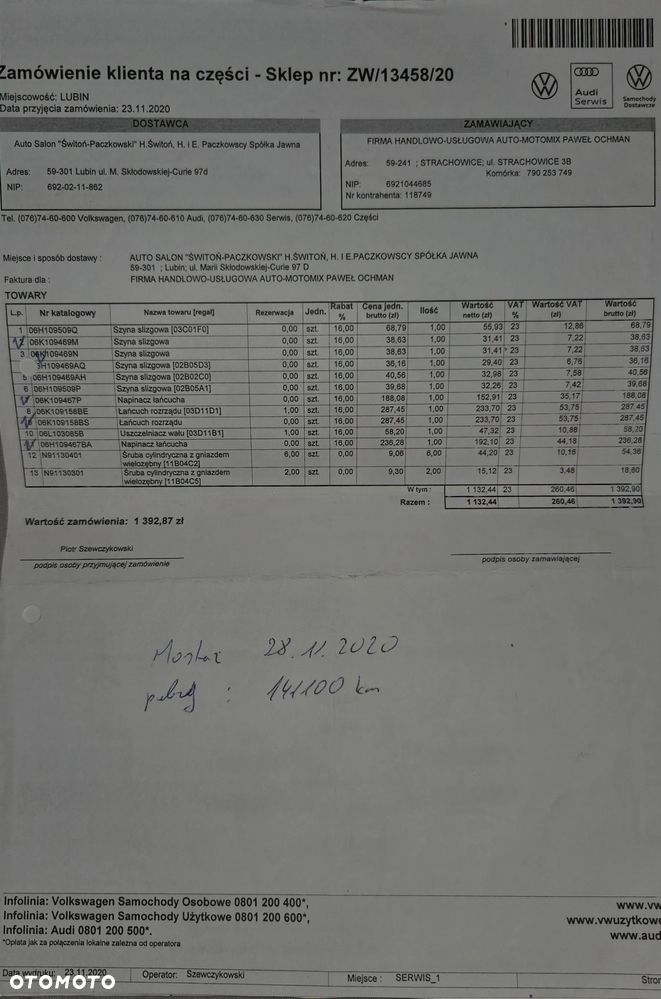 Zamówienie klienta na części - Sklep nr: ZW/13458/20
Miejscowość: LUBIN
Data przyjęcia zamówienia: 23.11.2020
Audi
Serwis
Samochody
Dostawcze
DOSTAWCA
Auto Salon "Świtoń-Paczkowski" H.Świtoń, H. i E. Paczkowscy Spółka Jawna
Adres: 59-301 Lubin ul. M. Skłodowskiej-Curie 97d
NIP: 692-02-11-862
ZAMAWIAJĄCY
FIRMA HANDLOWO-USŁUGOWA AUTO-MOTOMIX PAWEŁ OCHMAN
Adres: 59-241 ; STRACHOWICE; ul. STRACHOWICE 3B
Komórka: 790 253 749
NIP: 6921044685
Nr kontrahenta: 118749
Tel. (076)74-60-600 Volkswagen, (076)74-60-610 Audi, (076)74-60-630 Serwis, (076)74-60-620 Części
Miejsce i sposób dostawy : AUTO SALON "ŚWITOŃ-PACZKOWSKI" H.ŚWITOŃ, H. I E.PACZKOWSCY SPÓŁKA JAWNA
59-301 ; Lubin; ul. Marii Skłodowskiej-Curie 97 D
Faktura dla : FIRMA HANDLOWO-USŁUGOWA AUTO-MOTOMIX PAWEŁ OCHMAN
TOWARY
L.p. Nr katalogowy Nazwa towaru [regał] Rezerwacja Jedn. Rabat % Cena jedn. brutto (zł) Ilość Wartość netto (zł) VAT % Wartość VAT (zł) Wartość brutto (zł)
1 06H109509Q Szyna slizgowa [03C01F0] 0,00 szt. 16,00 68,79 1,00 55,93 23 12,86 68,79
06K109469M Szyna slizgowa 0,00 szt. 16,00 38,63 1,00 31,41 23 7,22 38,63
3 06K109469N Szyna slizgowa 0,00 szt. 16,00 38,63 1,00 31,41 23 7,22 38,63
H109469AQ Szyna slizgowa [02B05D3] 0,00 szt. 16,00 36,16 1,00 29,40 23 6,76 36,16
5 06H109469AH Szyna slizgowa [02B02C0] 0,00 szt. 16,00 40,56 1,00 32,98 23 7,58 40,56
6 06H109509P Szyna slizgowa [02B05A1] 0,00 szt. 16,00 39,68 1,00 32,26 23 7,42 39,68
06K109467P Napinacz łańcucha 0,00 szt. 16,00 188,08 1,00 152,91 23 35,17 188,08
8 06K109158BE Łańcuch rozrządu [03D11D1] 1,00 szt. 16,00 287,45 1,00 233,70 23 53,75 287,45
06K109158BS Łańcuch rozrządu 0,00 szt. 16,00 287,45 1,00 233,70 23 53,75 287,45
10 06L103085B Uszczelniacz wału [03D11B1] 1,00 szt. 16,00 58,20 1,00 47,32 23 10,88 58,20
06H109467BA Napinacz łańcucha 0,00 szt. 16,00 236,28 1,00 192,10 23 44,18 236,28
12 N91130401 Śruba cylindryczna z gniazdem wielozębny [11B04C2] 6,00 szt. 0,00 9,06 6,00 44,20 23 10,16 54,36
13 N91130301 Śruba cylindryczna z gniazdem wielozębny [11B04C5] 2,00 szt. 0,00 9,30 2,00 15,12 23 3,48 18,60
W tym : 1 132,44 23 260,46 1 392,90
Razem : 1 132,44 260,46 1 392,90
Wartość zamówienia: 1 392,87 zł
Piotr Szewczykowski
podpis osoby przyjmującej zamówienie
podpis osoby zamawiającej
Montaż 28.11.2020
141100 km
Infolinia: Volkswagen Samochody Osobowe 0801 200 400*,
Infolinia: Volkswagen Samochody Użytkowe 0801 200 600*,
Infolinia: Audi 0801 200 500*.
*Opłata jak za połączenia lokalne zależna od operatora
www.vw
www.vwuzytkowe
www.aud
Data wydruku: 23.11.2020 Operator: Szewczykowski Miejsce : SERWIS_1 Stron
OTOMOTO